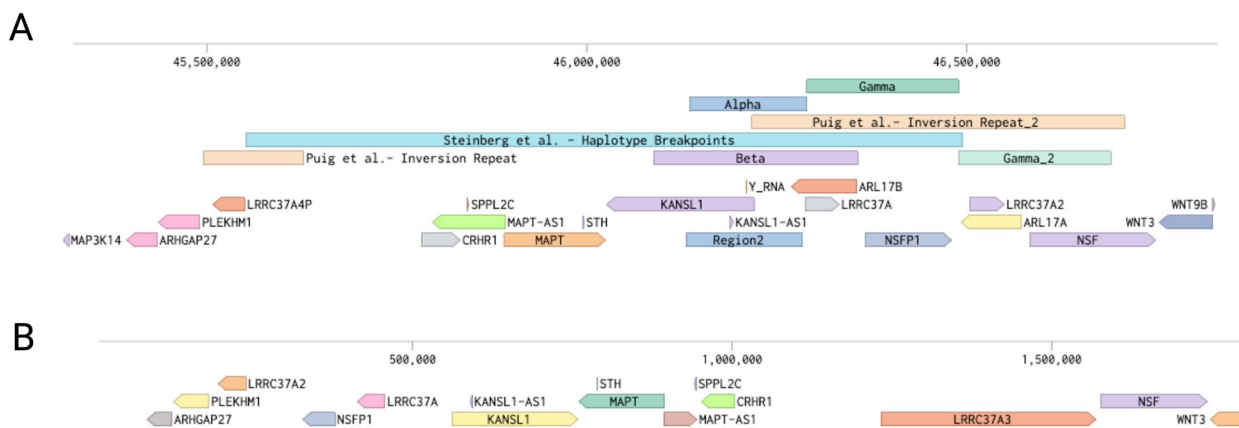 A
45,500,000 46,000,000 46,500,000
Gamma
Alpha
Puig et al.- Inversion Repeat_2
Steinberg et al. - Haplotype Breakpoints
Puig et al.- Inversion Repeat Beta Gamma_2
Y_RNA ARL17B
LRRC37A4P SPPL2C KANSL1 LRRC37A LRRC37A2 WNT9B
PLEKHM1 MAPT-AS1 STH KANSL1-AS1 ARL17A WNT3
MAP3K14 ARHGAP27 CRHR1 MAPT Region2 NSFP1 NSF
B
500,000 1,000,000 1,500,000
LRRC37A2 STH SPPL2C
PLEKHM1 LRRC37A KANSL1-AS1 MAPT CRHR1 NSF
ARHGAP27 NSFP1 KANSL1 MAPT-AS1 LRRC37A3 WNT3